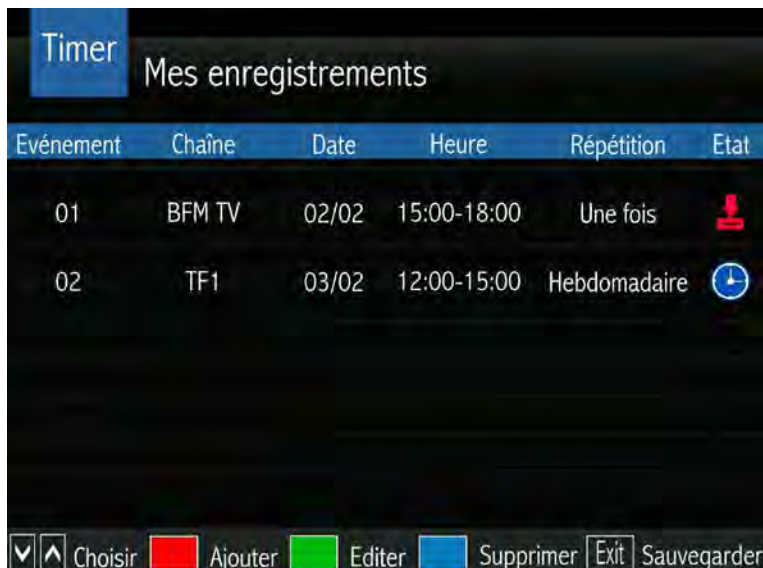 Timer
Mes enregistrements
Evénement Chaîne Date Heure Répétition Etat
01 BFM TV 02/02 15:00-18:00 Une fois
02 TF1 03/02 12:00-15:00 Hebdomadaire
Choisir Ajouter Editer Supprimer Exit Sauvegarder